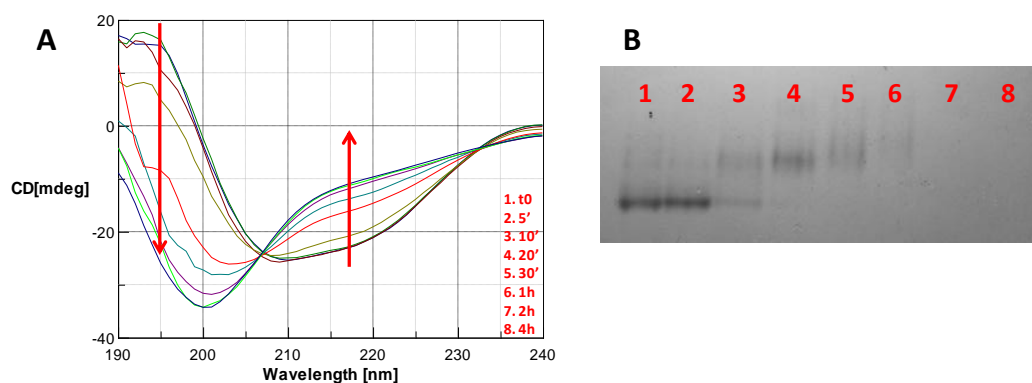 A
20
0
CD[mdeg]
-20
-40
190
200
210
220
230
240
Wavelength [nm]
1. t0
2. 5’
3. 10’
4. 20’
5. 30’
6. 1h
7. 2h
8. 4h
B
1 2 3 4 5 6 7 8